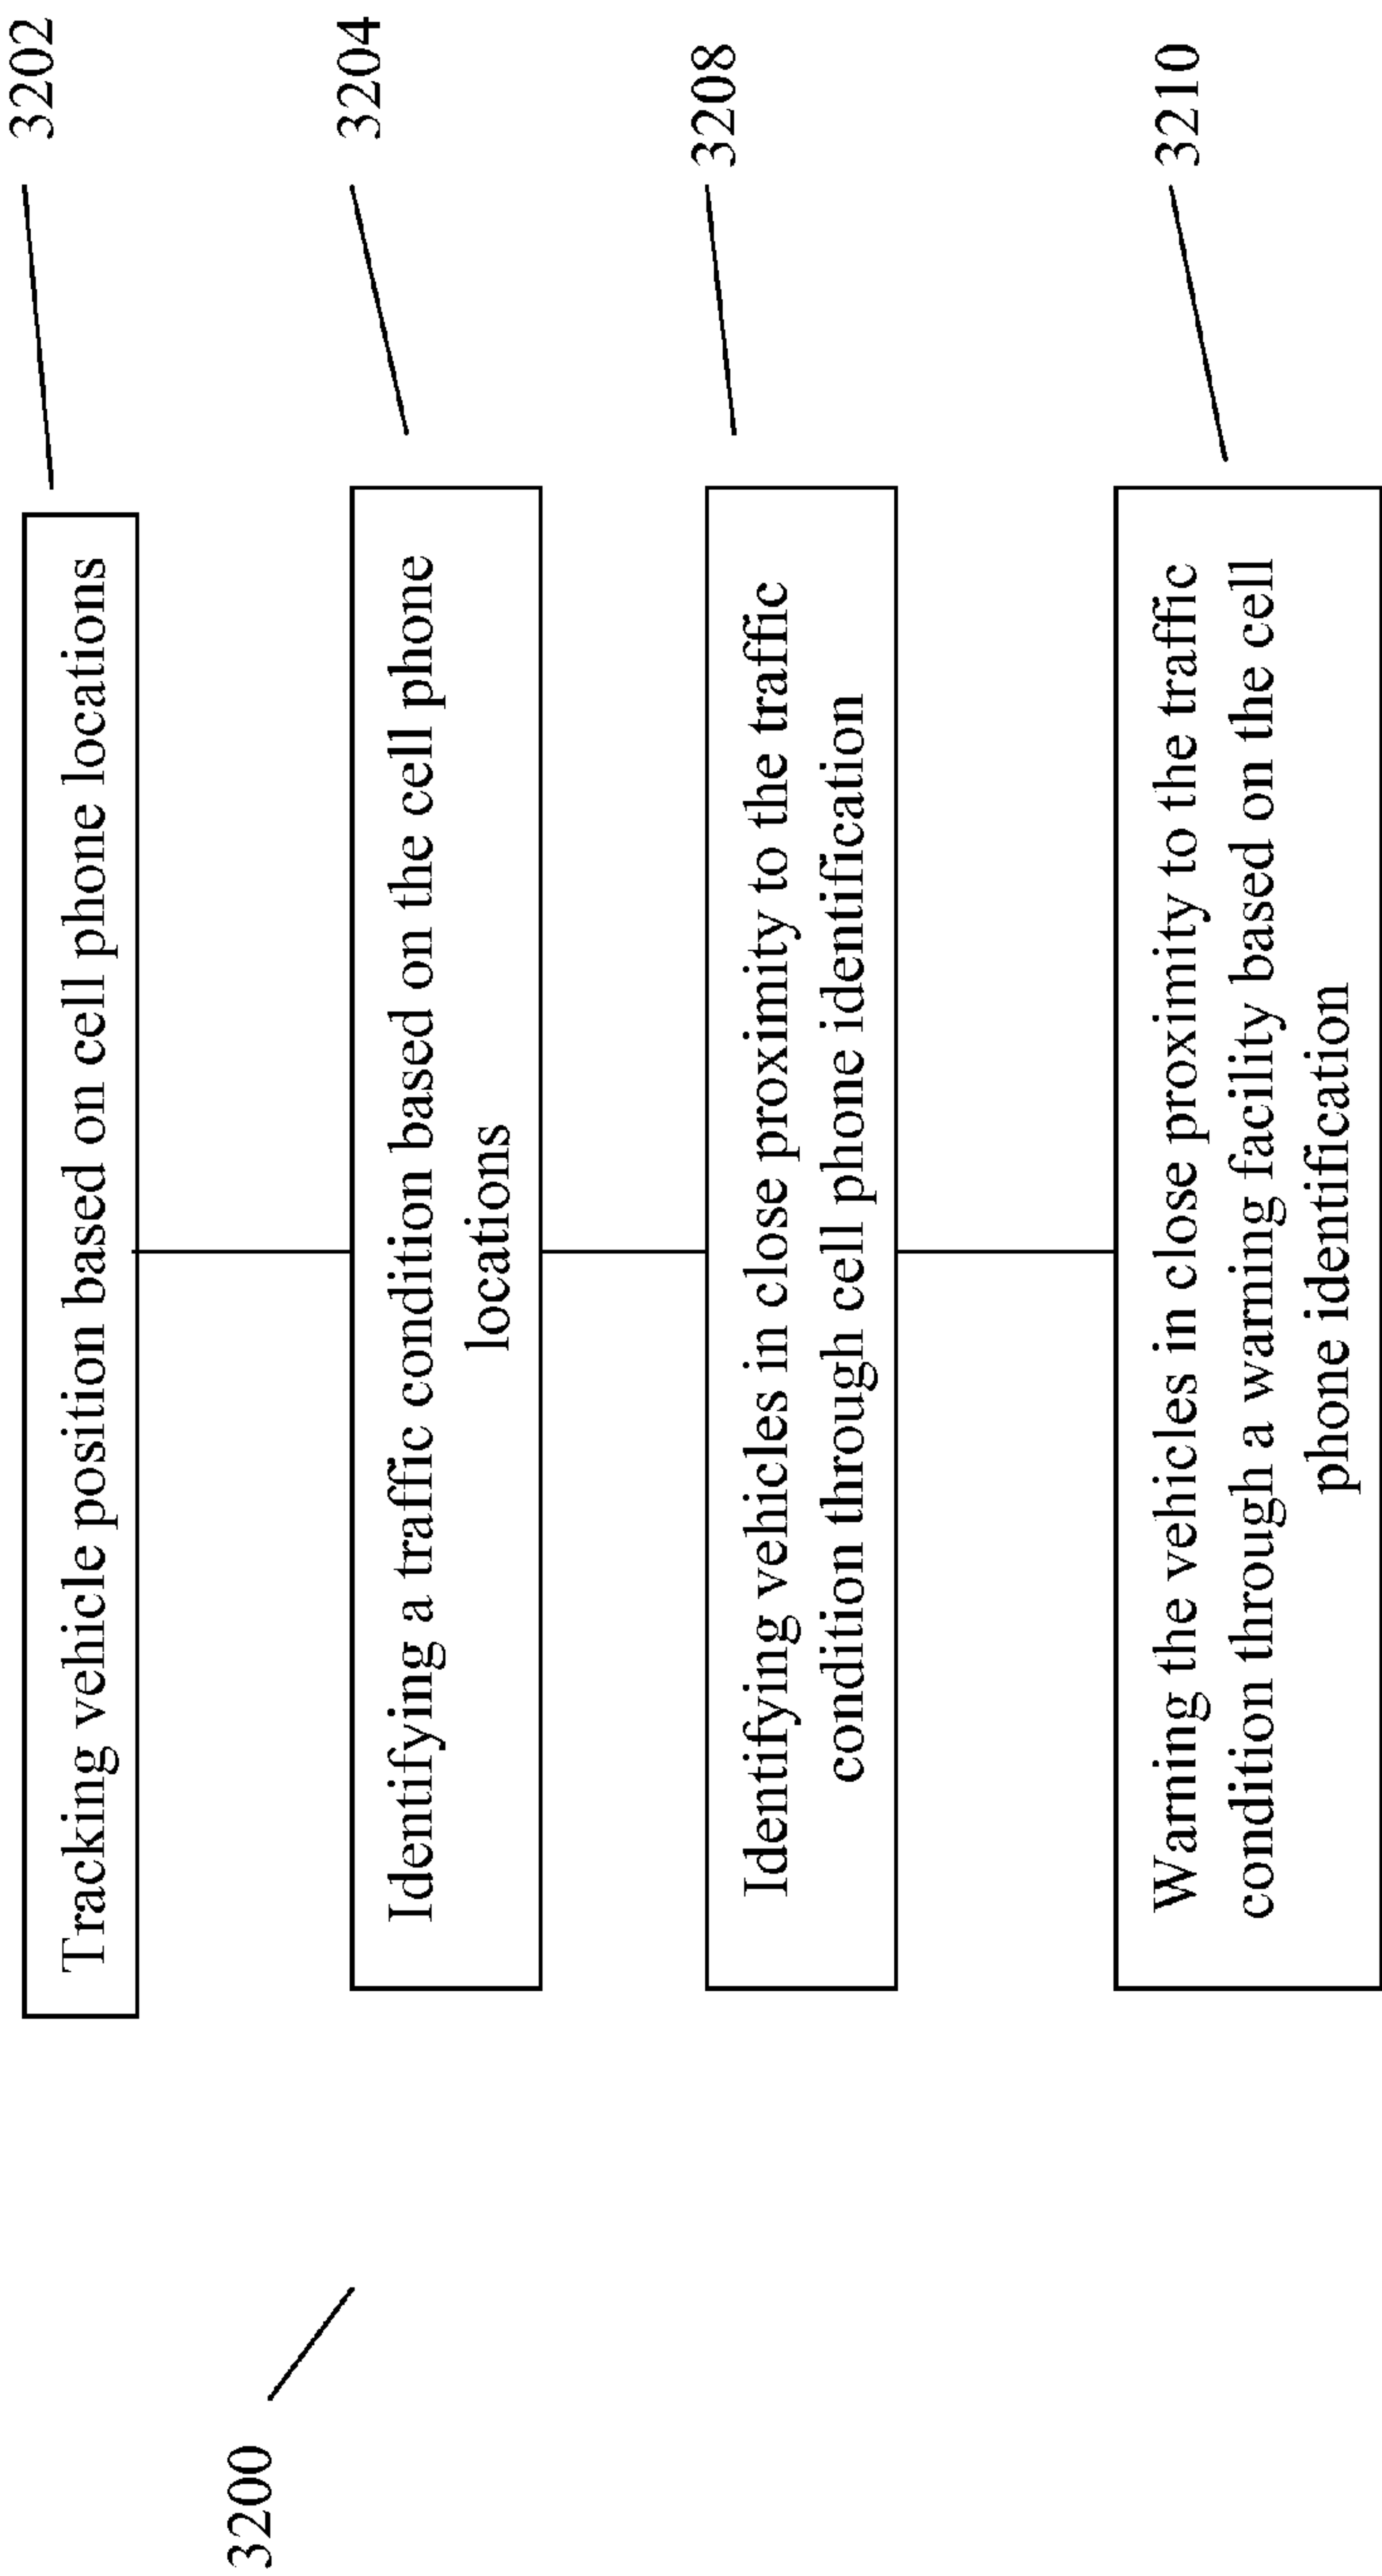 3200
3202
Tracking vehicle position based on cell phone locations
3204
Identifying a traffic condition based on the cell phone
locations
3208
Identifying vehicles in close proximity to the traffic
condition through cell phone identification
3210
Warning the vehicles in close proximity to the traffic
condition through a warning facility based on the cell
phone identification